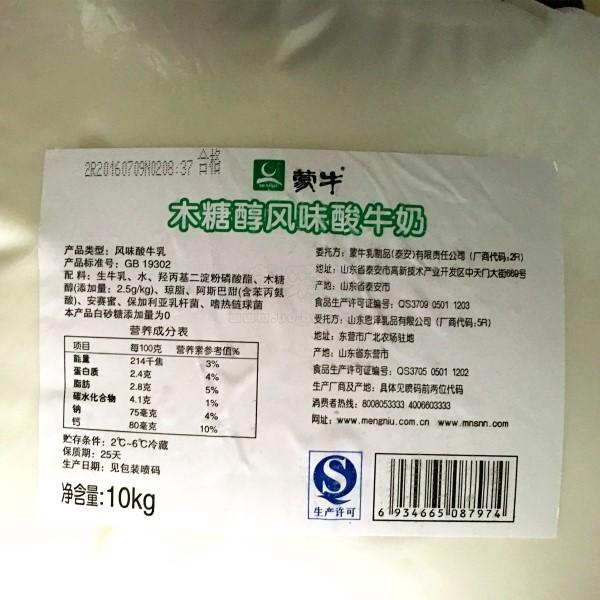 2R20160709N0208:37 合格
蒙牛
木糖醇风味酸牛奶
产品类型：风味酸牛乳
产品标准号：GB 19302
配 料：生牛乳、水、羟丙基二淀粉磷酸酯、木糖
醇(添加量：2.5g/kg)、琼脂、阿斯巴甜(含苯丙氨
酸)、安赛蜜、保加利亚乳杆菌、嗜热链球菌
本产品白砂糖添加量为0
营养成分表
项目 每100克 营养素参考值%
能量 214千焦 3%
蛋白质 2.4克 4%
脂肪 2.8克 5%
碳水化合物 4.1克 1%
钠 75毫克 4%
钙 80毫克 10%
贮存条件：2℃~6℃冷藏
保质期：25天
生产日期：见包装喷码
净含量:10kg
委托方：蒙牛乳制品(泰安)有限责任公司（厂商代码:2R）
地址：山东省泰安市高新技术产业开发区中天门大街669号
产地：山东省泰安市
食品生产许可证编号：QS3709 0501 1203
受托方：山东恩泽乳品有限公司（厂商代码:5R）
地址：东营市广北农场驻地
产地：山东省东营市
食品生产许可证编号：QS3705 0501 1202
生产厂商及产地：具体见喷码前两位代码
消费者热线：8008053333 4006603333
网址：www.mengniu.com.cn www.mnsnn.com
生产许可
6 934665 087974